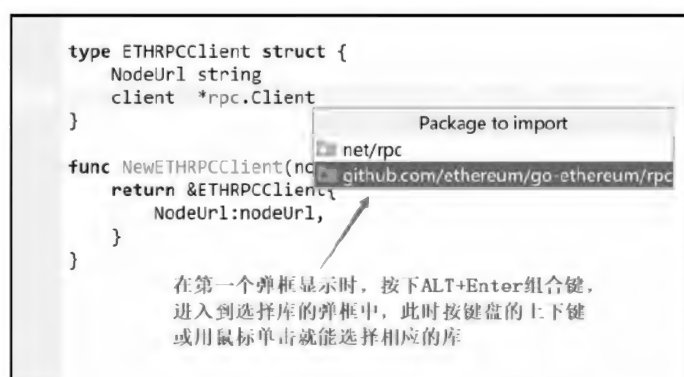 type ETHRPCClient struct {
NodeUrl string
client *rpc.Client
}
Package to import
net/rpc
github.com/ethereum/go-ethereum/rpc
func NewETHRPCClient(no
return &ETHRPCClient{
NodeUrl:nodeUrl,
}
}
在第一个弹框显示时，按下ALT+Enter组合键，
进入到选择库的弹框中，此时按键盘的上下键
或用鼠标单击就能选择相应的库